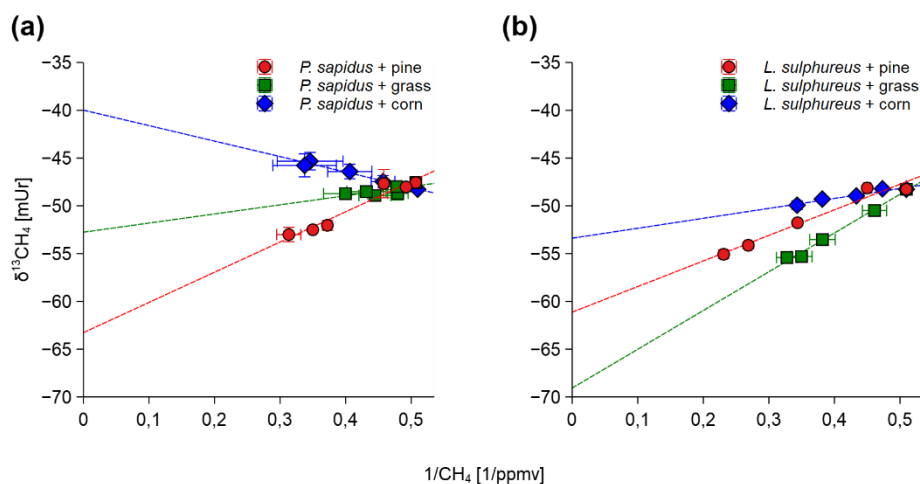 (a)
−35
−40
−45
−50
−55
−60
−65
−70
δ¹³CH₄ [mUr]
P. sapidus + pine
P. sapidus + grass
P. sapidus + corn
0
0,1
0,2
0,3
0,4
0,5
(b)
−35
−40
−45
−50
−55
−60
−65
−70
L. sulphureus + pine
L. sulphureus + grass
L. sulphureus + corn
0
0,1
0,2
0,3
0,4
0,5
1/CH₄ [1/ppmv]